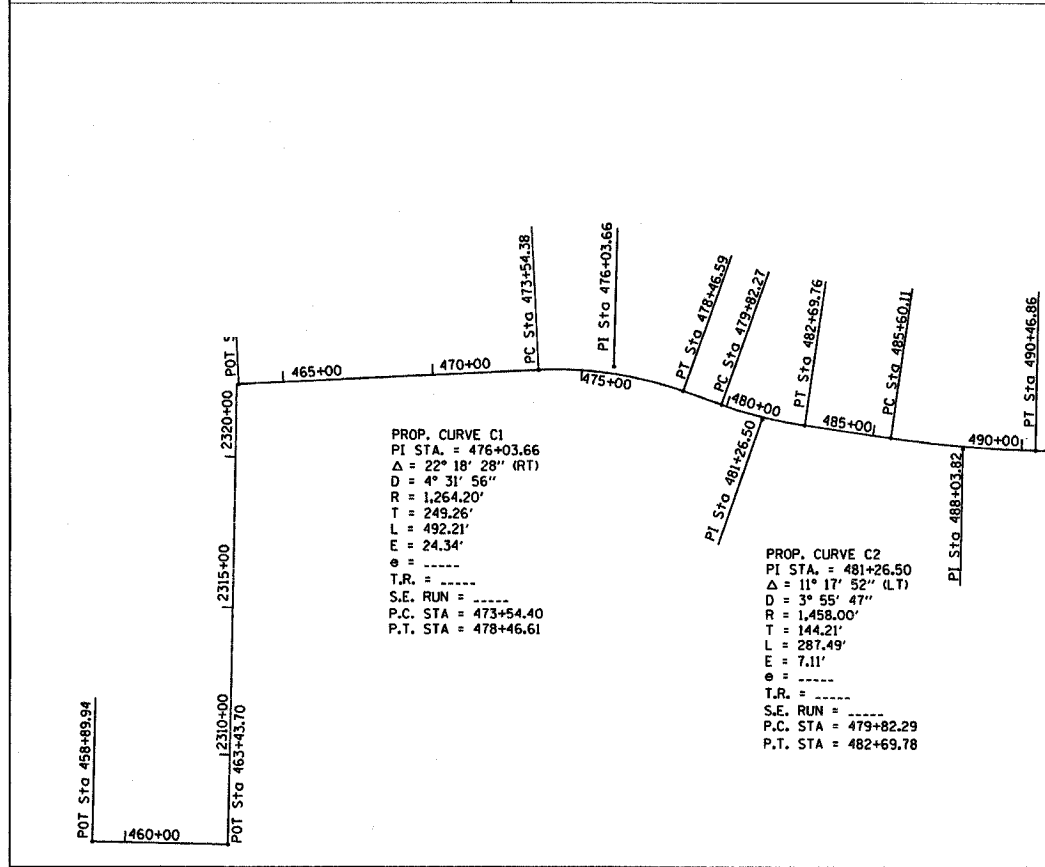 POT S
465+00
470+00
PC Sta 473+54.38
475+00
PI Sta 476+03.66
PT Sta 478+46.59
PC Sta 479+82.27
480+00
PI Sta 481+26.50
PT Sta 482+69.76
485+00
PC Sta 485+60.11
PI Sta 488+03.82
490+00
PT Sta 490+46.86
2320+00
2315+00
2310+00
POT Sta 463+43.70
POT Sta 458+89.94
460+00
PROP. CURVE C1
PI STA. = 476+03.66
Δ = 22° 18' 28" (RT)
D = 4° 31' 56"
R = 1,264.20'
T = 249.26'
L = 492.21'
E = 24.34'
e = _____
T.R. = _____
S.E. RUN = _____
P.C. STA = 473+54.40
P.T. STA = 478+46.61
PROP. CURVE C2
PI STA. = 481+26.50
Δ = 11° 17' 52" (LT)
D = 3° 55' 47"
R = 1,458.00'
T = 144.21'
L = 287.49'
E = 7.11'
e = _____
T.R. = _____
S.E. RUN = _____
P.C. STA = 479+82.29
P.T. STA = 482+69.78